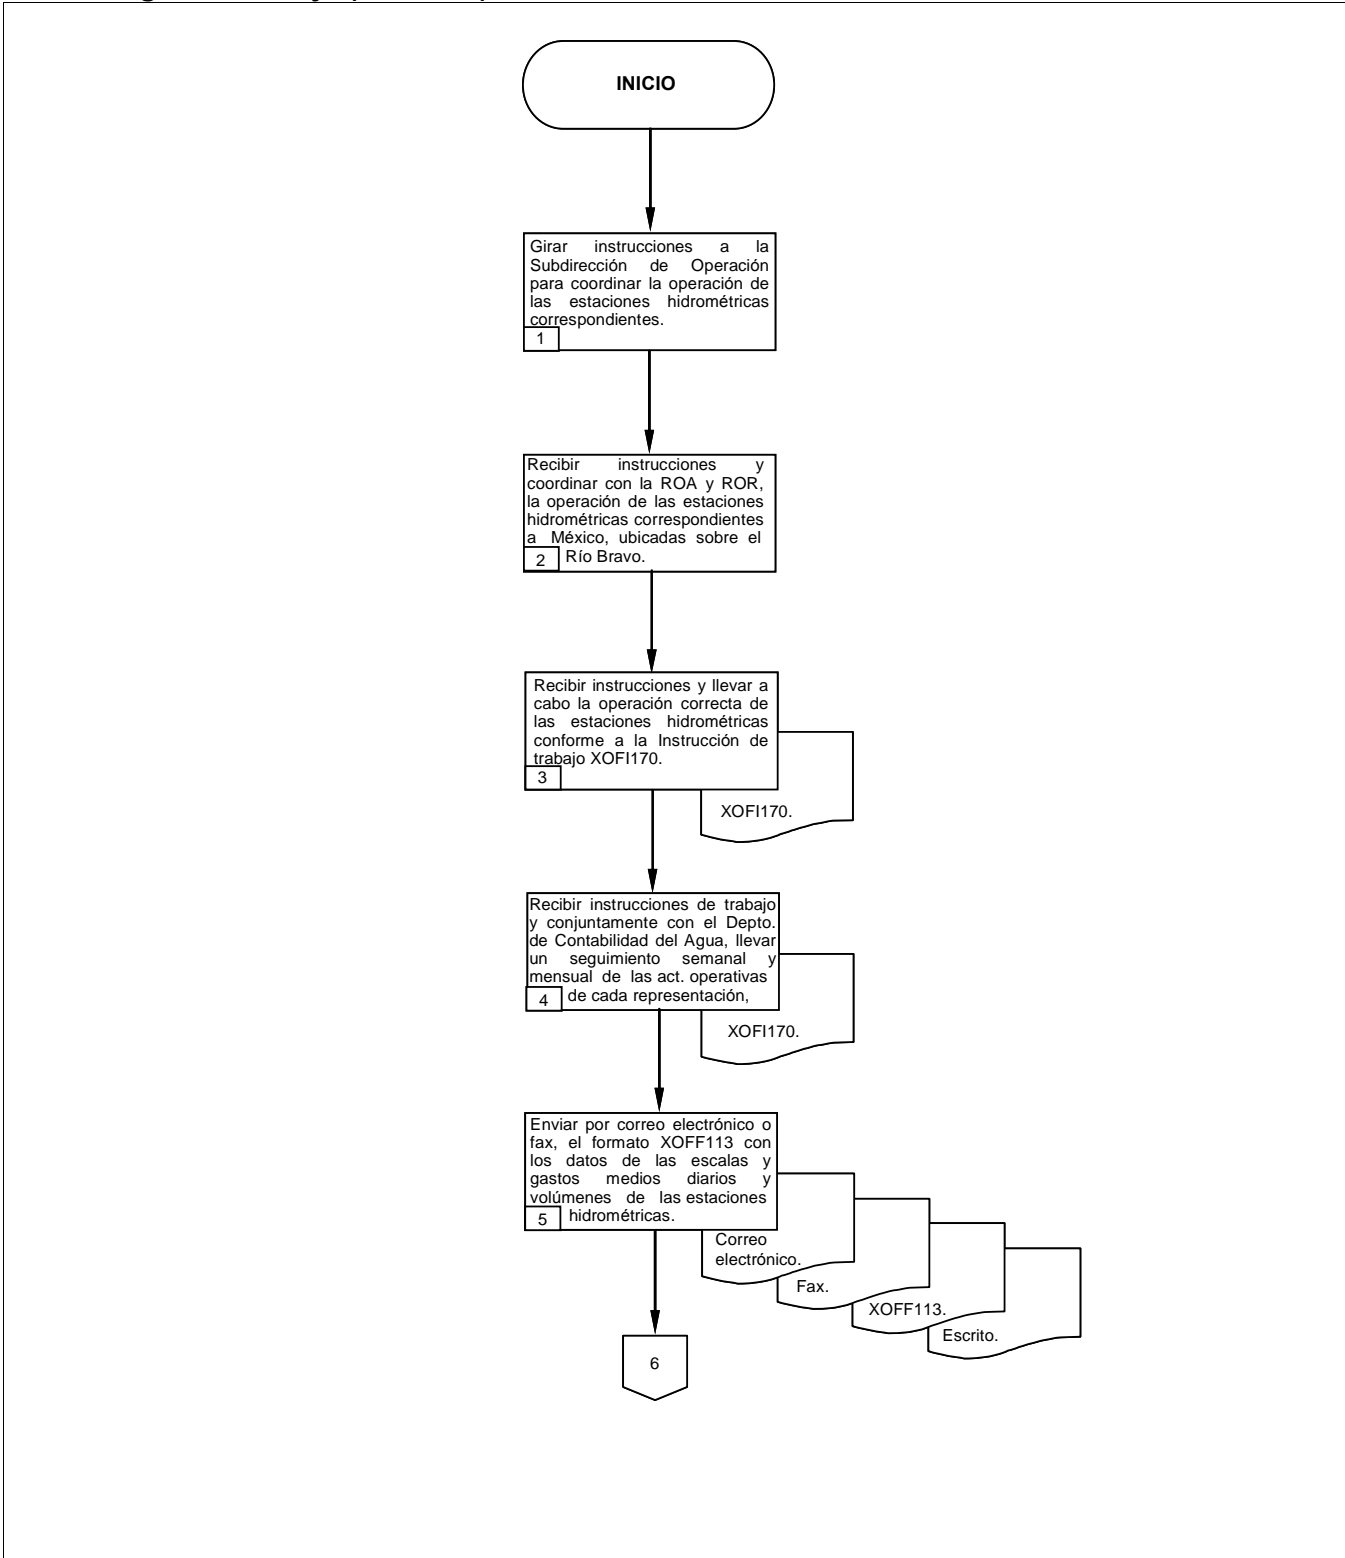 INICIO
Girar instrucciones a la
Subdirección de Operación
para coordinar la operación de
las estaciones hidrométricas
correspondientes.
1
Recibir instrucciones y
coordinar con la ROA y ROR,
la operación de las estaciones
hidrométricas correspondientes
a México, ubicadas sobre el
Río Bravo.
2
Recibir instrucciones y llevar a
cabo la operación correcta de
las estaciones hidrométricas
conforme a la Instrucción de
trabajo XOFI170.
3
XOFI170.
Recibir instrucciones de trabajo
y conjuntamente con el Depto.
de Contabilidad del Agua, llevar
un seguimiento semanal y
mensual de las act. operativas
de cada representación,
4
XOFI170.
Enviar por correo electrónico o
fax, el formato XOFF113 con
los datos de las escalas y
gastos medios diarios y
volúmenes de las estaciones
hidrométricas.
5
Correo
electrónico.
Fax.
XOFF113.
Escrito.
6